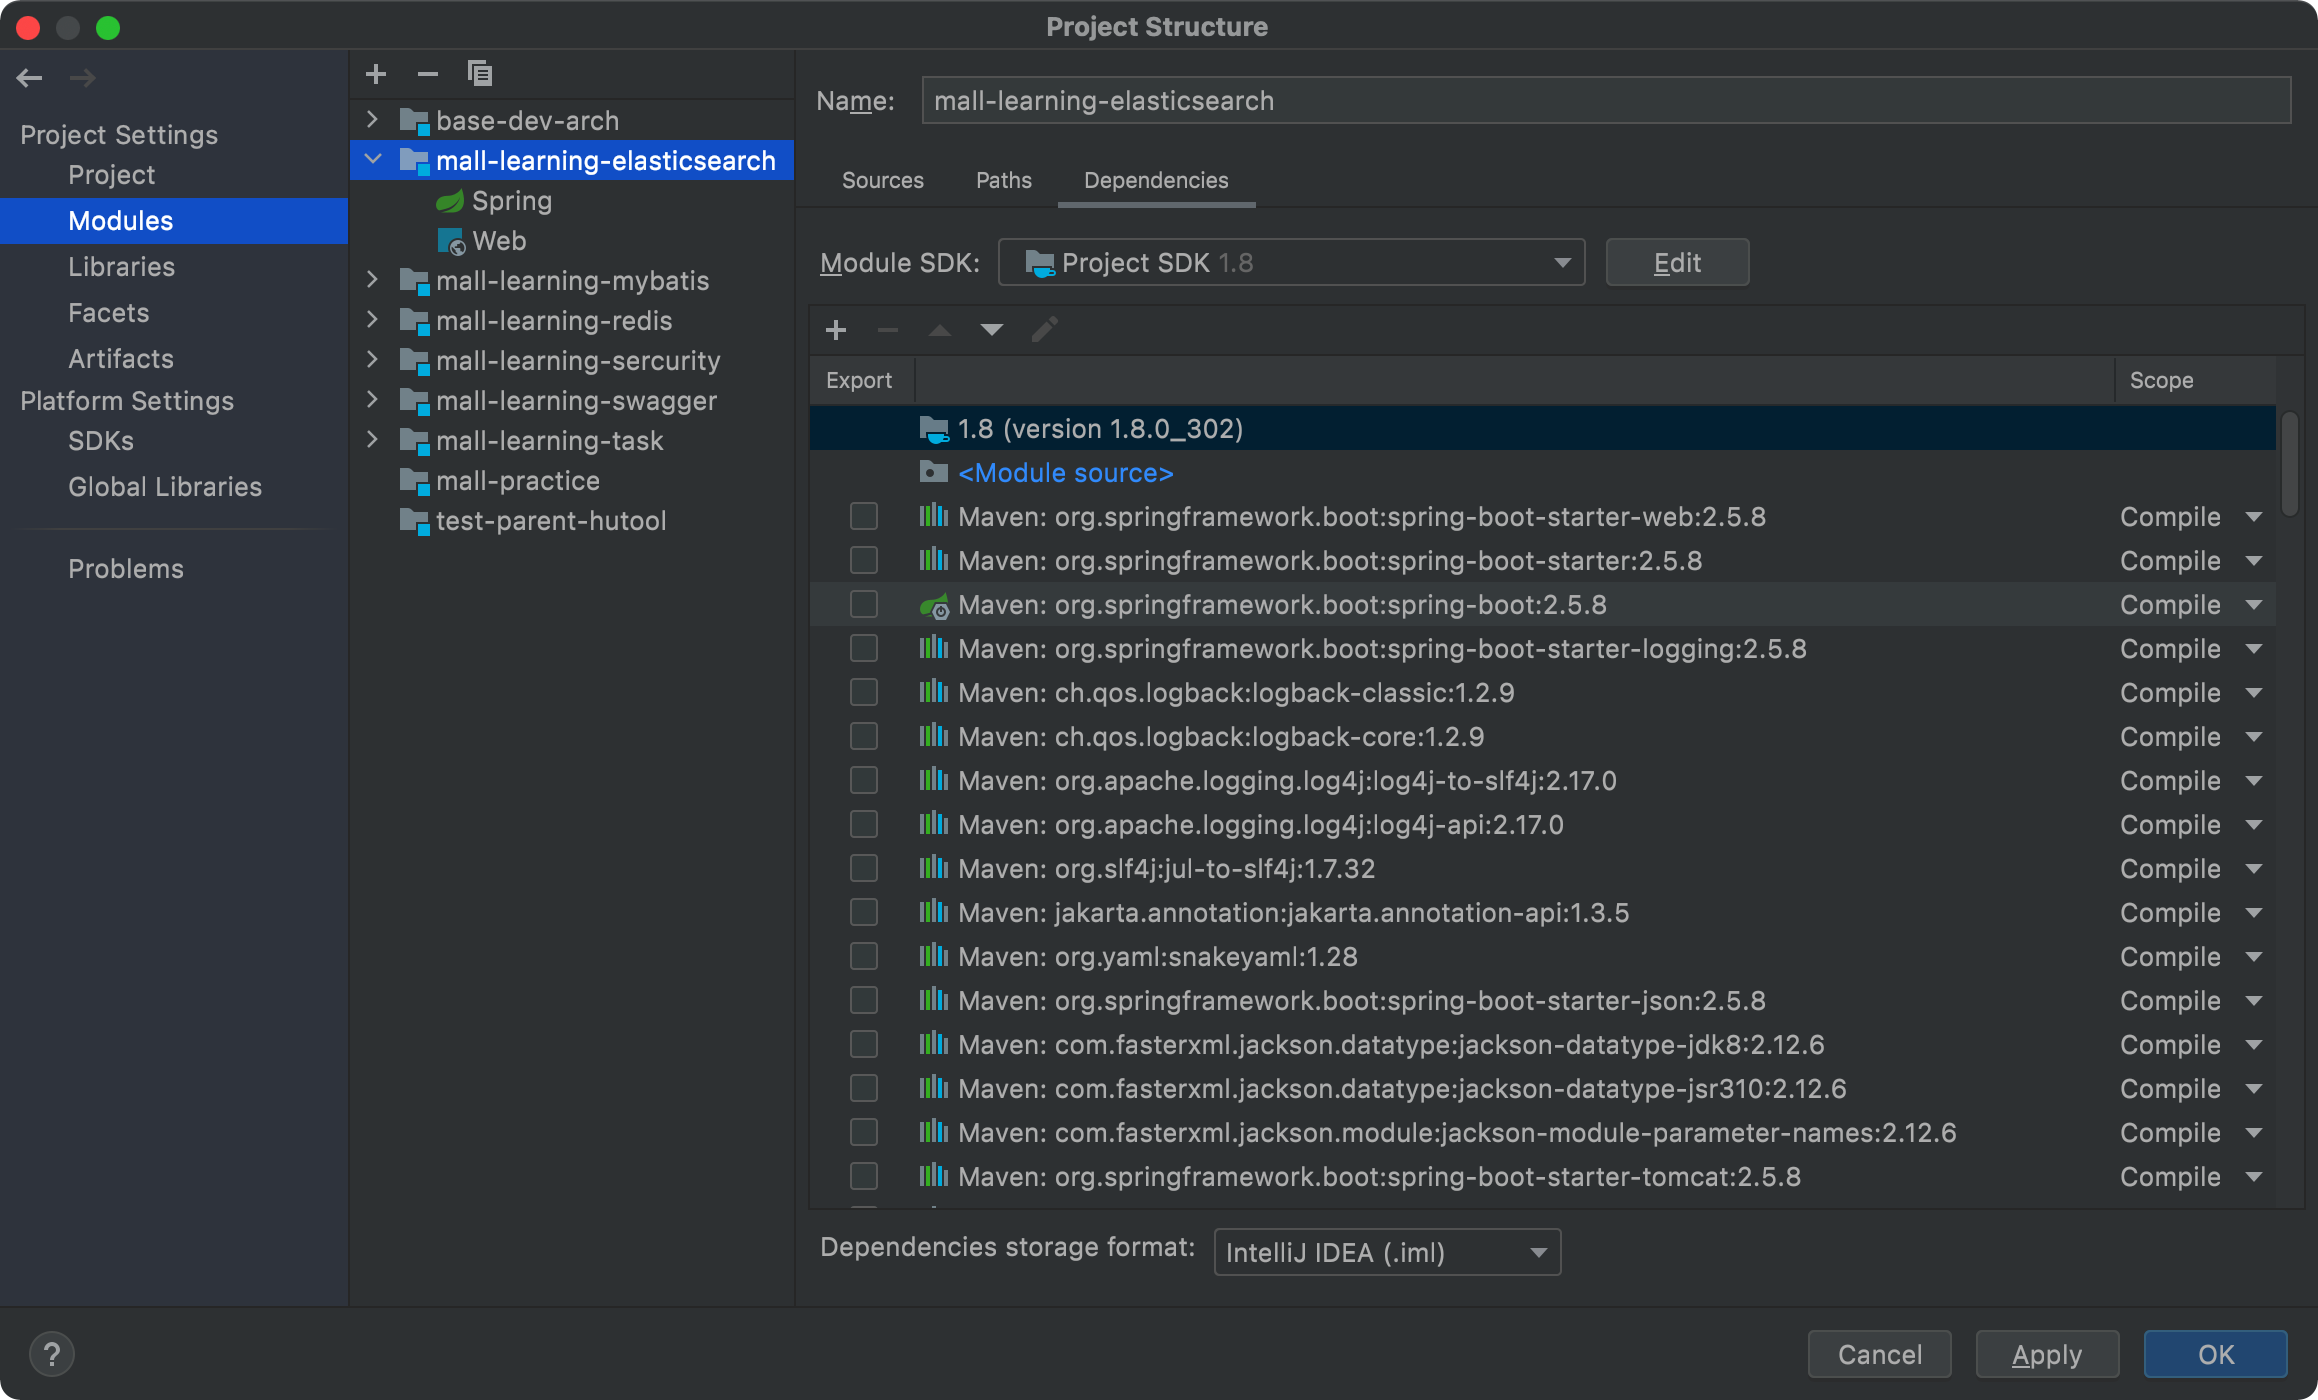 Project Structure
Project Settings
Project
Modules
Libraries
Facets
Artifacts
Platform Settings
SDKs
Global Libraries
Problems
base-dev-arch
mall-learning-elasticsearch
Spring
Web
mall-learning-mybatis
mall-learning-redis
mall-learning-sercurity
mall-learning-swagger
mall-learning-task
mall-practice
test-parent-hutool
Name: mall-learning-elasticsearch
Sources Paths Dependencies
Module SDK: Project SDK 1.8 Edit
Export Scope
1.8 (version 1.8.0_302)
<Module source>
Maven: org.springframework.boot:spring-boot-starter-web:2.5.8 Compile
Maven: org.springframework.boot:spring-boot-starter:2.5.8 Compile
Maven: org.springframework.boot:spring-boot:2.5.8 Compile
Maven: org.springframework.boot:spring-boot-starter-logging:2.5.8 Compile
Maven: ch.qos.logback:logback-classic:1.2.9 Compile
Maven: ch.qos.logback:logback-core:1.2.9 Compile
Maven: org.apache.logging.log4j:log4j-to-slf4j:2.17.0 Compile
Maven: org.apache.logging.log4j:log4j-api:2.17.0 Compile
Maven: org.slf4j:jul-to-slf4j:1.7.32 Compile
Maven: jakarta.annotation:jakarta.annotation-api:1.3.5 Compile
Maven: org.yaml:snakeyaml:1.28 Compile
Maven: org.springframework.boot:spring-boot-starter-json:2.5.8 Compile
Maven: com.fasterxml.jackson.datatype:jackson-datatype-jdk8:2.12.6 Compile
Maven: com.fasterxml.jackson.datatype:jackson-datatype-jsr310:2.12.6 Compile
Maven: com.fasterxml.jackson.module:jackson-module-parameter-names:2.12.6 Compile
Maven: org.springframework.boot:spring-boot-starter-tomcat:2.5.8 Compile
Dependencies storage format: IntelliJ IDEA (.iml)
? Cancel Apply OK